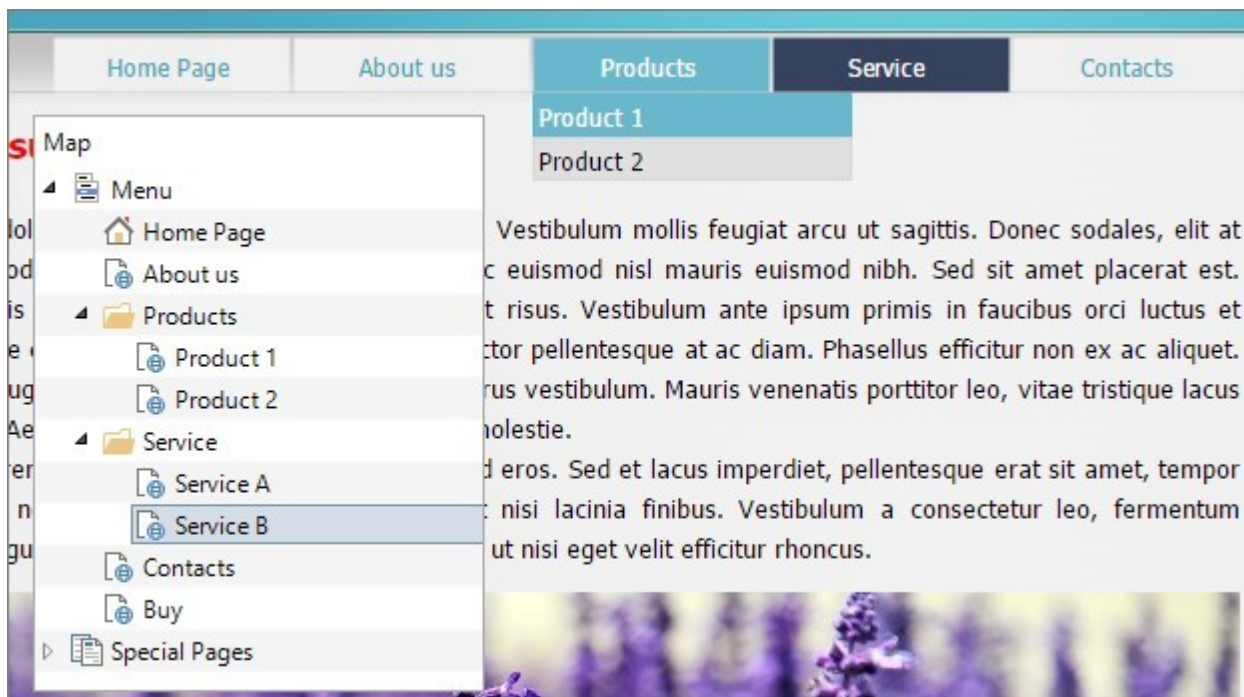 Home Page About us Products Service Contacts
Product 1
Product 2
Map
Menu
Home Page
About us
Products
Product 1
Product 2
Service
Service A
Service B
Contacts
Buy
Special Pages
Vestibulum mollis feugiat arcu ut sagittis. Donec sodales, elit at
euismod nisl mauris euismod nibh. Sed sit amet placerat est.
risus. Vestibulum ante ipsum primis in faucibus orci luctus et
pellentesque at ac diam. Phasellus efficitur non ex ac aliquet.
vestibulum. Mauris venenatis porttitor leo, vitae tristique lacus
eros. Sed et lacus imperdiet, pellentesque erat sit amet, tempor
nisi lacinia finibus. Vestibulum a consectetur leo, fermentum
ut nisi eget velit efficitur rhoncus.